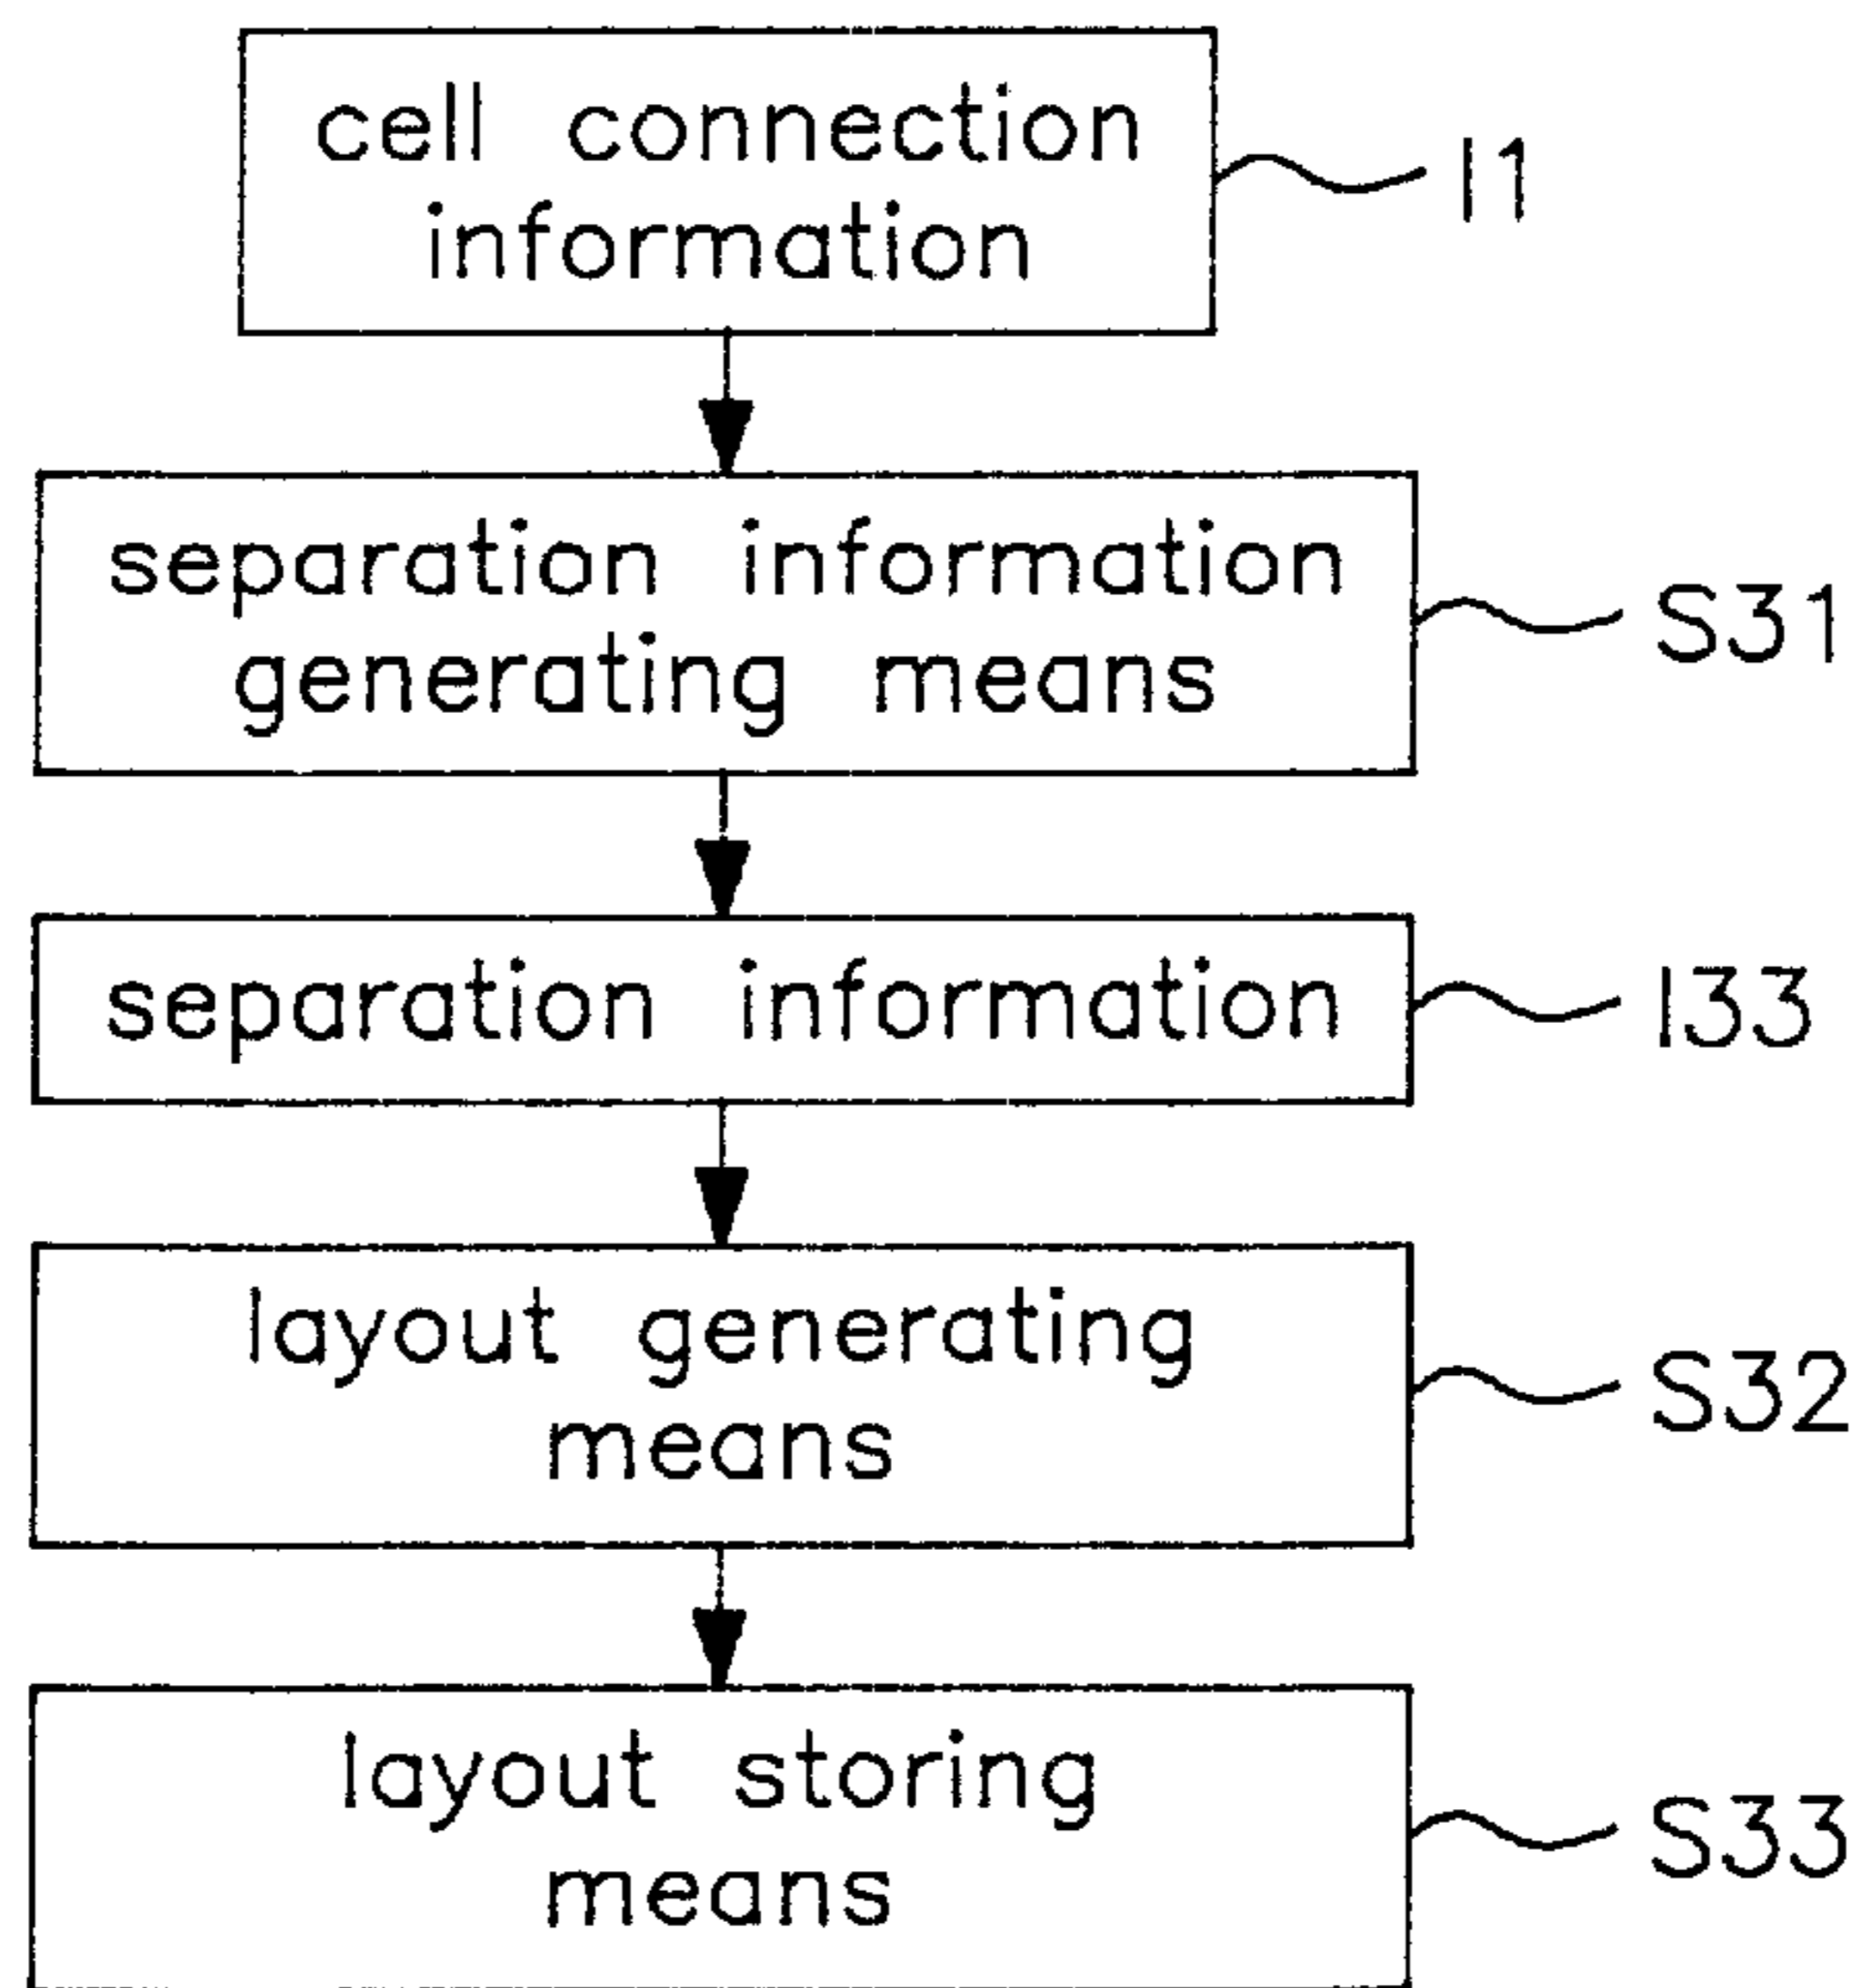 cell connection
information
I1
separation information
generating means
S31
separation information
I33
layout generating
means
S32
layout storing
means
S33